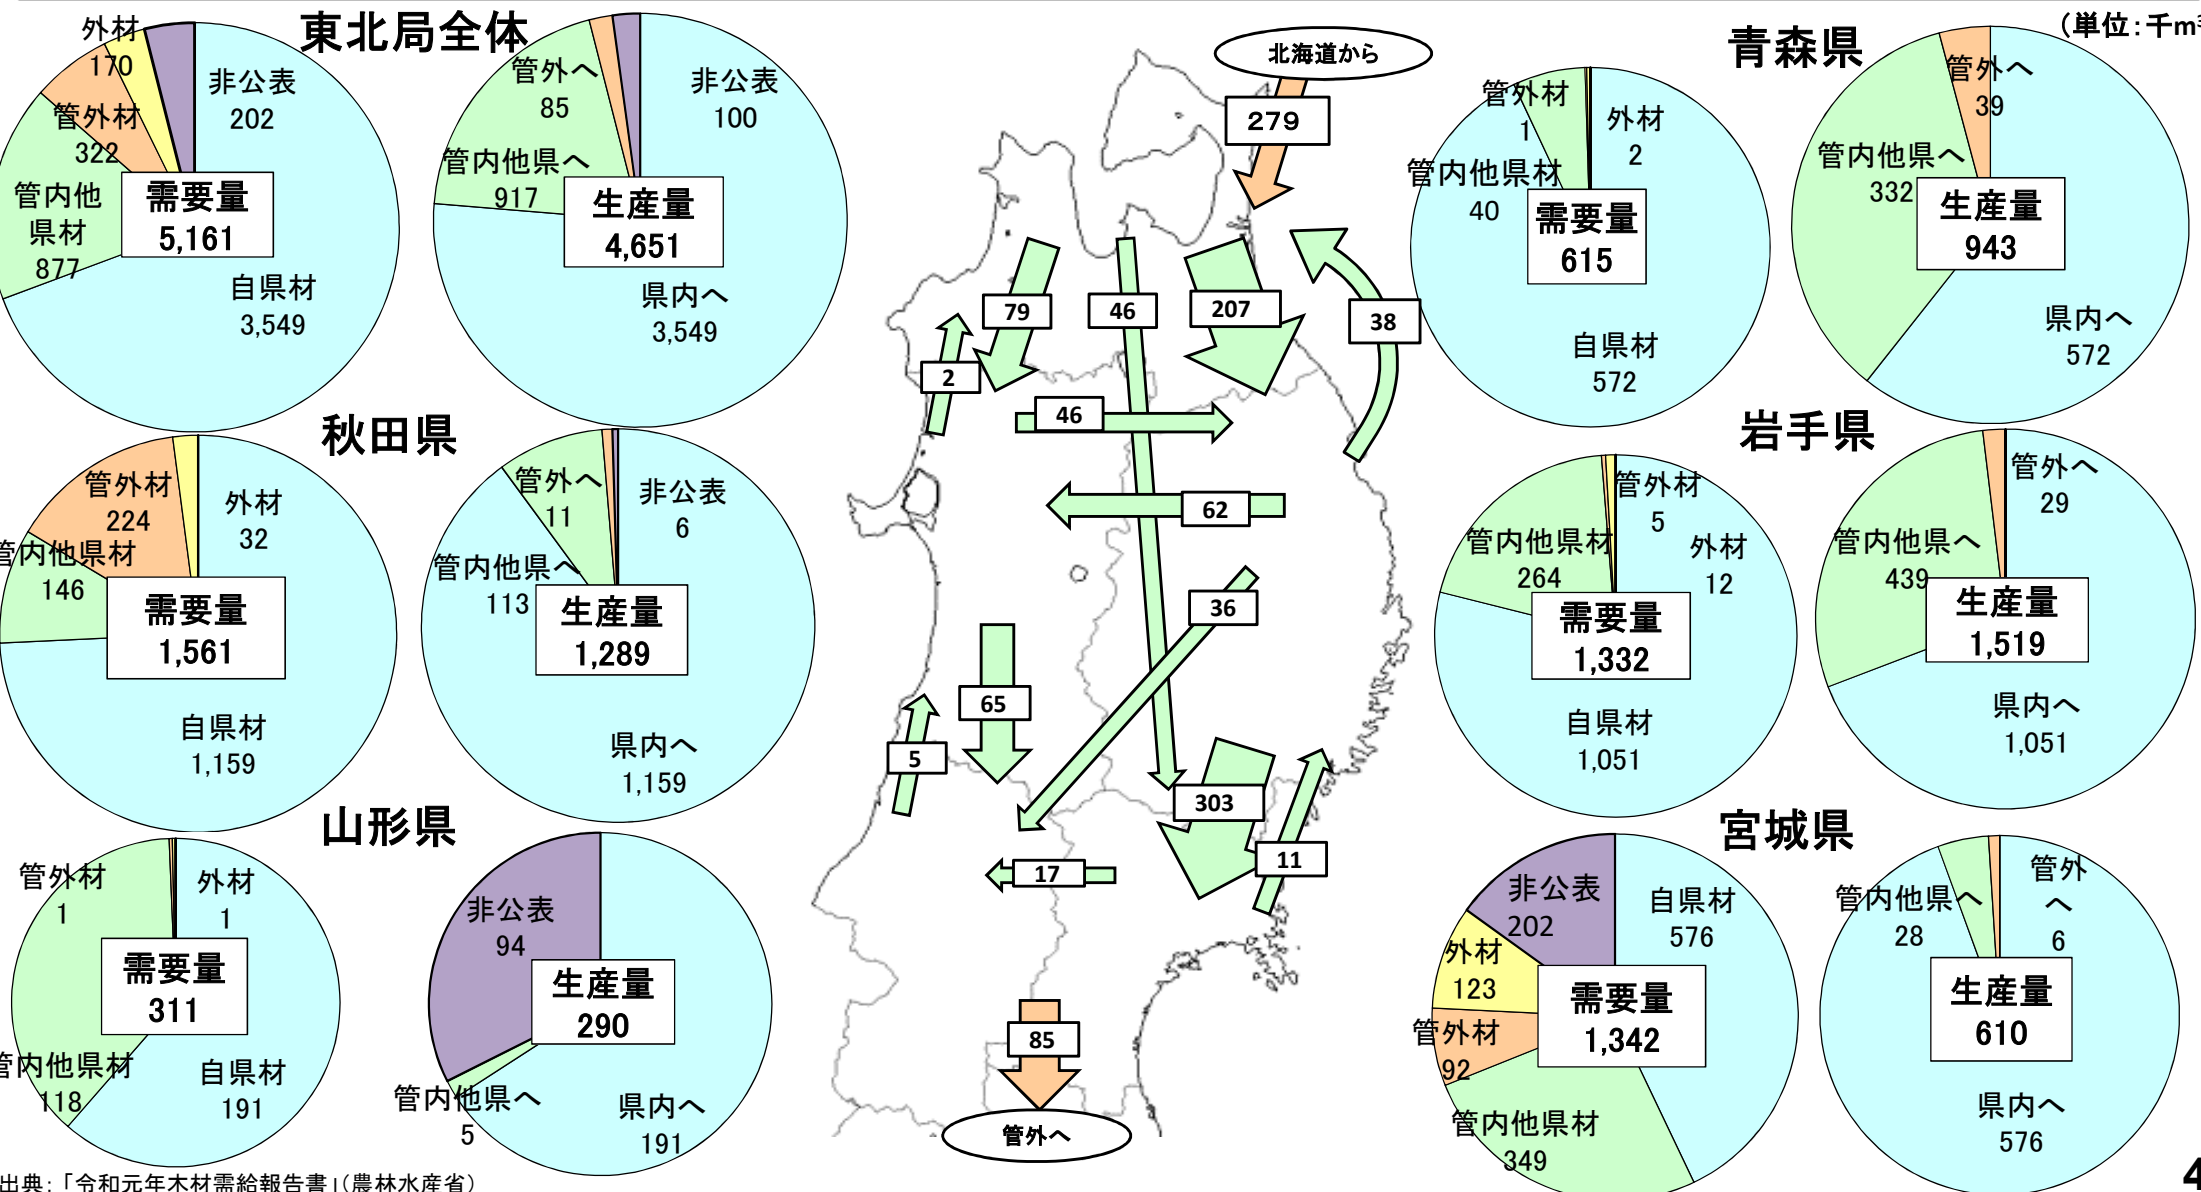 (単位:千m³
東北局全体
外材
170
管外材
322
管内他
県材
877
非公表
202
需要量
5,161
自県材
3,549
管外へ
85
管内他県へ
917
非公表
100
生産量
4,651
県内へ
3,549
北海道から
279
79
46
207
38
2
46
62
36
65
5
303
11
17
85
管外へ
青森県
管外材
1
管内他県材
40
外材
2
需要量
615
自県材
572
管外へ
39
管内他県へ
332
生産量
943
県内へ
572
秋田県
管外材
224
外材
32
管内他県材
146
需要量
1,561
自県材
1,159
管外へ
11
非公表
6
管内他県へ
113
生産量
1,289
県内へ
1,159
岩手県
管外材
5
管内他県材
264
外材
12
需要量
1,332
自県材
1,051
管外へ
29
管内他県へ
439
生産量
1,519
県内へ
1,051
山形県
管外材
1
外材
1
需要量
311
管内他県材
118
自県材
191
非公表
94
生産量
290
管内他県へ
5
県内へ
191
宮城県
非公表
202
自県材
576
外材
123
需要量
1,342
管外材
92
管内他県材
349
管内他県へ
28
管外
へ
6
生産量
610
県内へ
576
出典:「令和元年木材需給報告書」(農林水産省)
4